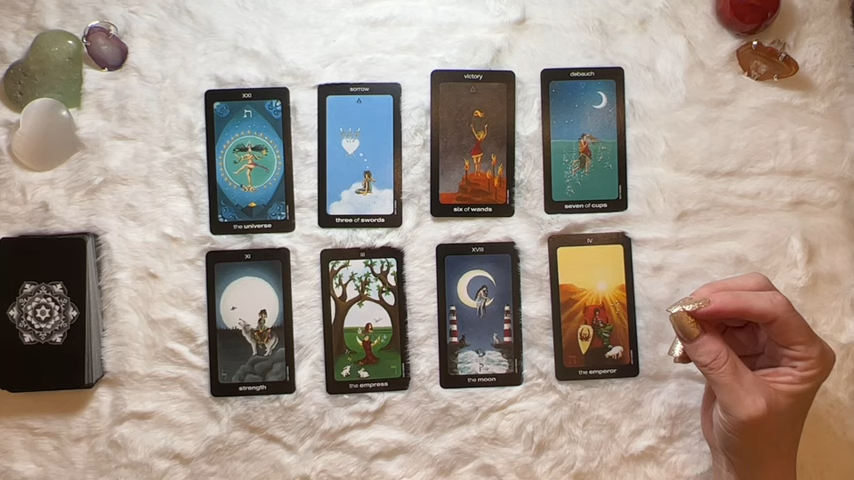 XXI
the universe
sorrow
three of swords
victory
six of wands
debauch
seven of cups
XI
strength
III
the empress
XVIII
the moon
IV
the emperor